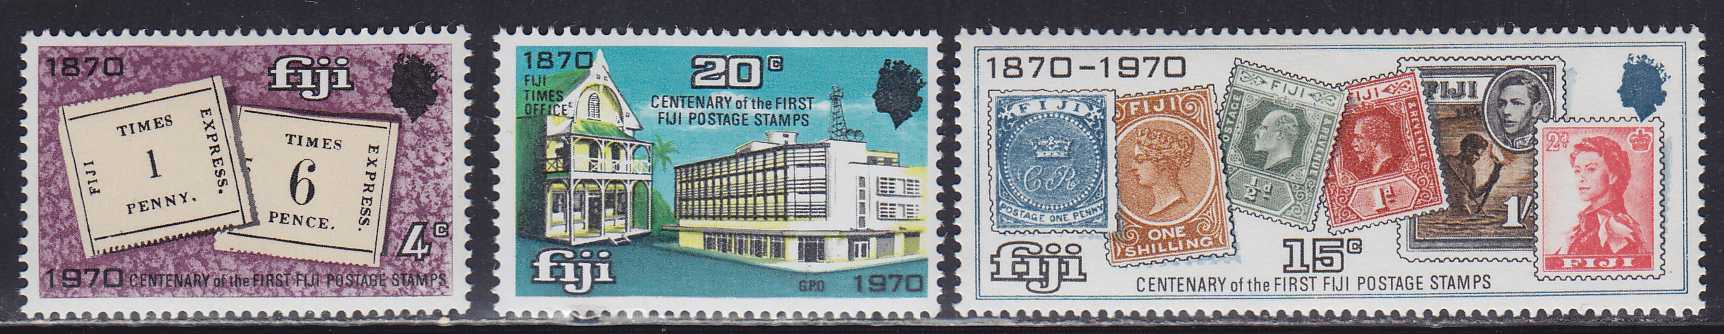 1870
fiji
FIJI
TIMES
1
PENNY.
EXPRESS.
TIMES
6
PENCE.
EXPRESS.
4c
1970 CENTENARY of the FIRST FIJI POSTAGE STAMPS
1870
FIJI
TIMES
OFFICE
20c
CENTENARY of the FIRST
FIJI POSTAGE STAMPS
fiji
G.P.O
1970
1870-1970
FIJI
CR
POSTAGE ONE PENNY
FIJI
ONE
SHILLING
FIJI
POSTAGE
& REVENUE
½d
FIJI
& REVENUE
1d
FIJI
1/-
2d
FIJI
fiji
15c
CENTENARY of the FIRST FIJI POSTAGE STAMPS